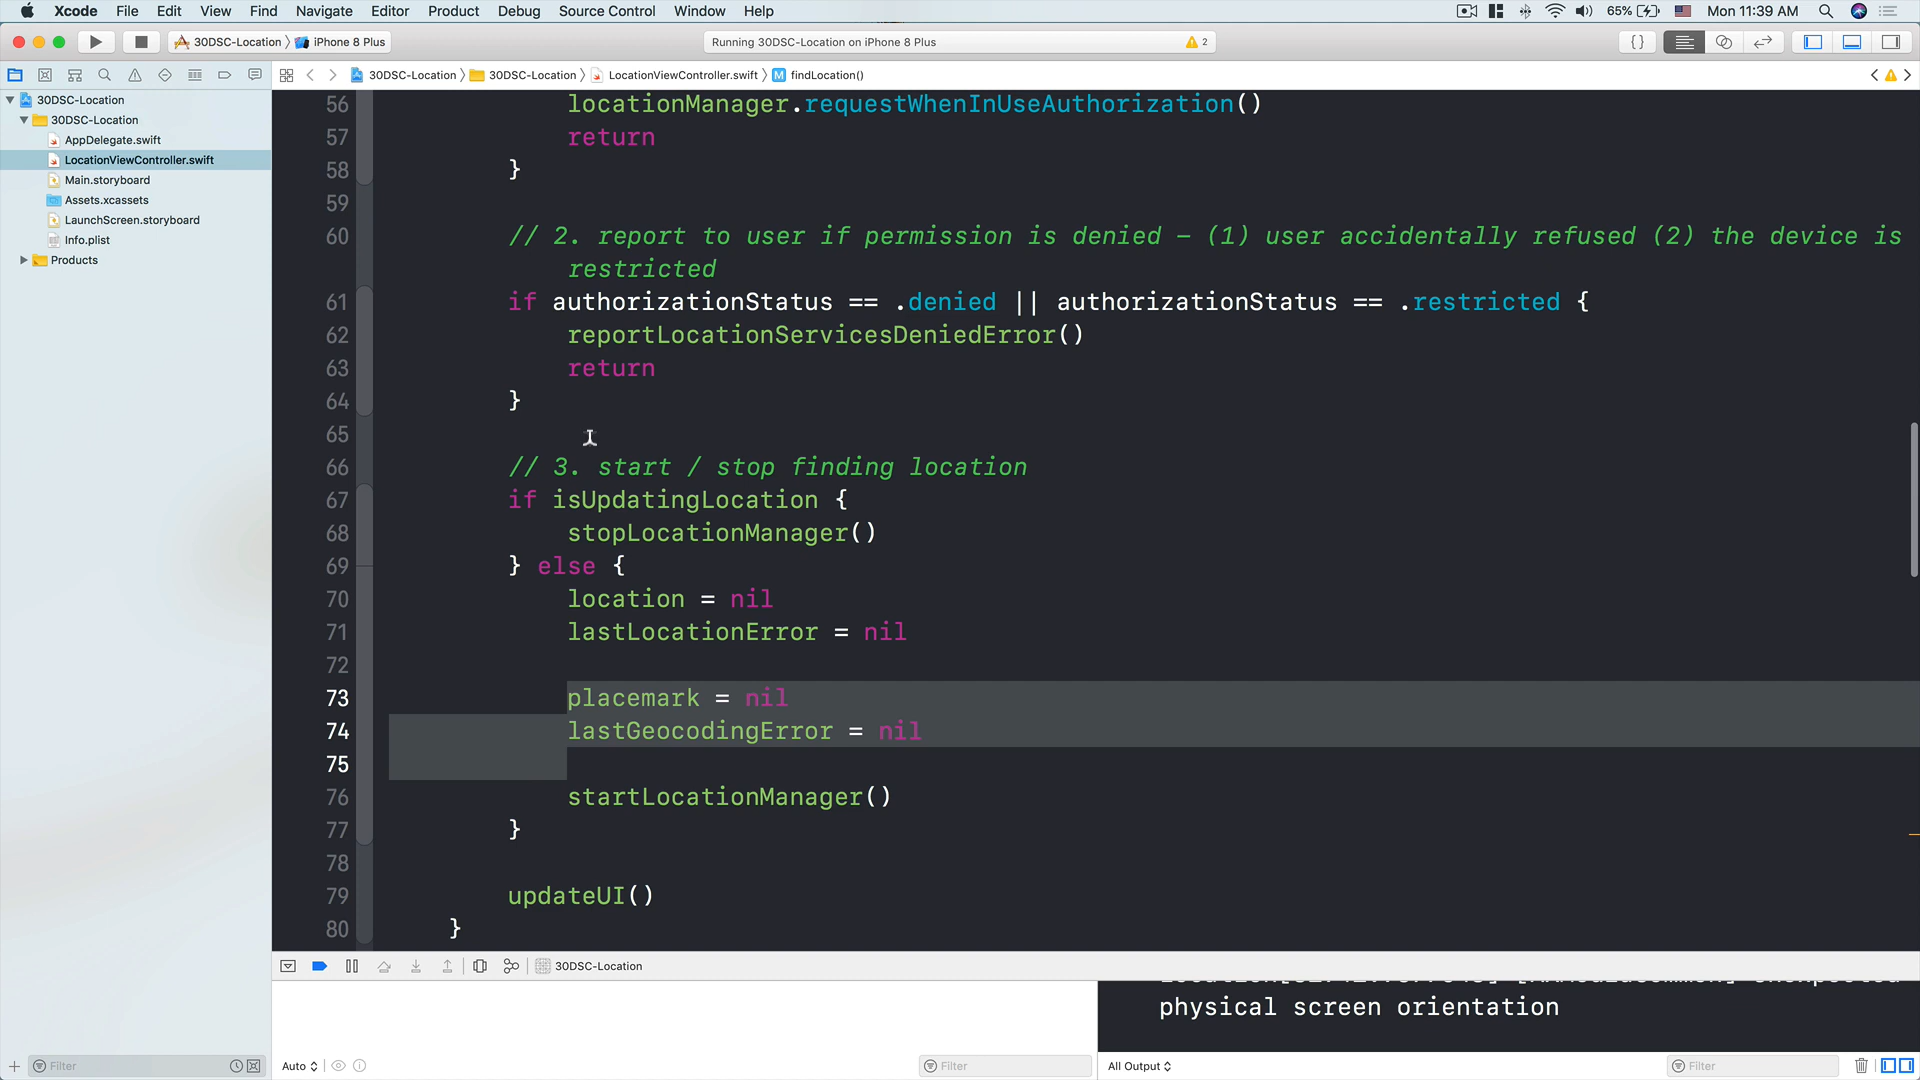 Xcode File Edit View Find Navigate Editor Product Debug Source Control Window Help 65% Mon 11:39 AM
30DSC-Location iPhone 8 Plus Running 30DSC-Location on iPhone 8 Plus 2
30DSC-Location 30DSC-Location LocationViewController.swift M findLocation()
30DSC-Location
30DSC-Location
AppDelegate.swift
LocationViewController.swift
Main.storyboard
Assets.xcassets
LaunchScreen.storyboard
Info.plist
Products
56 locationManager.requestWhenInUseAuthorization()
57 return
58 }
59
60 // 2. report to user if permission is denied – (1) user accidentally refused (2) the device is
restricted
61 if authorizationStatus == .denied || authorizationStatus == .restricted {
62 reportLocationServicesDeniedError()
63 return
64 }
65
66 // 3. start / stop finding location
67 if isUpdatingLocation {
68 stopLocationManager()
69 } else {
70 location = nil
71 lastLocationError = nil
72
73 placemark = nil
74 lastGeocodingError = nil
75
76 startLocationManager()
77 }
78
79 updateUI()
80 }
30DSC-Location
physical screen orientation
Filter Auto Filter All Output Filter